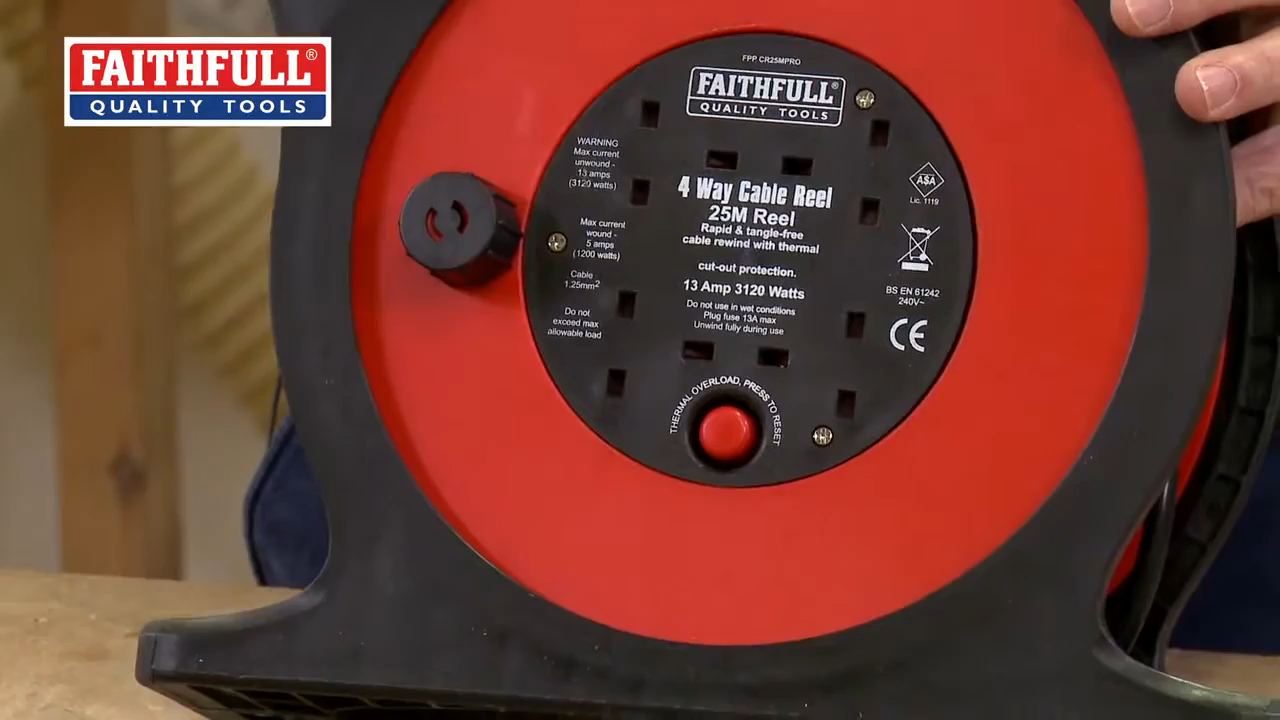 FAITHFULL®
QUALITY TOOLS
FPP CR25MPRO
FAITHFULL®
QUALITY TOOLS
WARNING
Max current
unwound -
13 amps
(3120 watts)
Max current
wound -
5 amps
(1200 watts)
Cable
1.25mm²
Do not
exceed max
allowable load
4 Way Cable Reel
25M Reel
Rapid & tangle-free
cable rewind with thermal
cut-out protection.
13 Amp 3120 Watts
Do not use in wet conditions
Plug fuse 13A max
Unwind fully during use
THERMAL OVERLOAD, PRESS TO RESET
ASA
Lic. 1119
BS EN 61242
240V~
CE